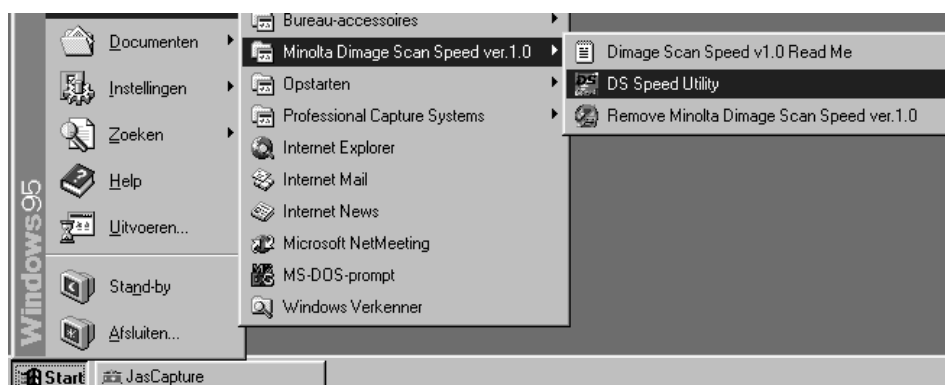 Documenten
Instellingen
Zoeken
Help
Uitvoeren...
Stand-by
Afsluiten...
Windows95
Bureau-accessoires
Minolta Dimage Scan Speed ver.1.0
Opstarten
Professional Capture Systems
Internet Explorer
Internet Mail
Internet News
Microsoft NetMeeting
MS-DOS-prompt
Windows Verkenner
Dimage Scan Speed v1.0 Read Me
DS Speed Utility
Remove Minolta Dimage Scan Speed ver.1.0
Start
JasCapture